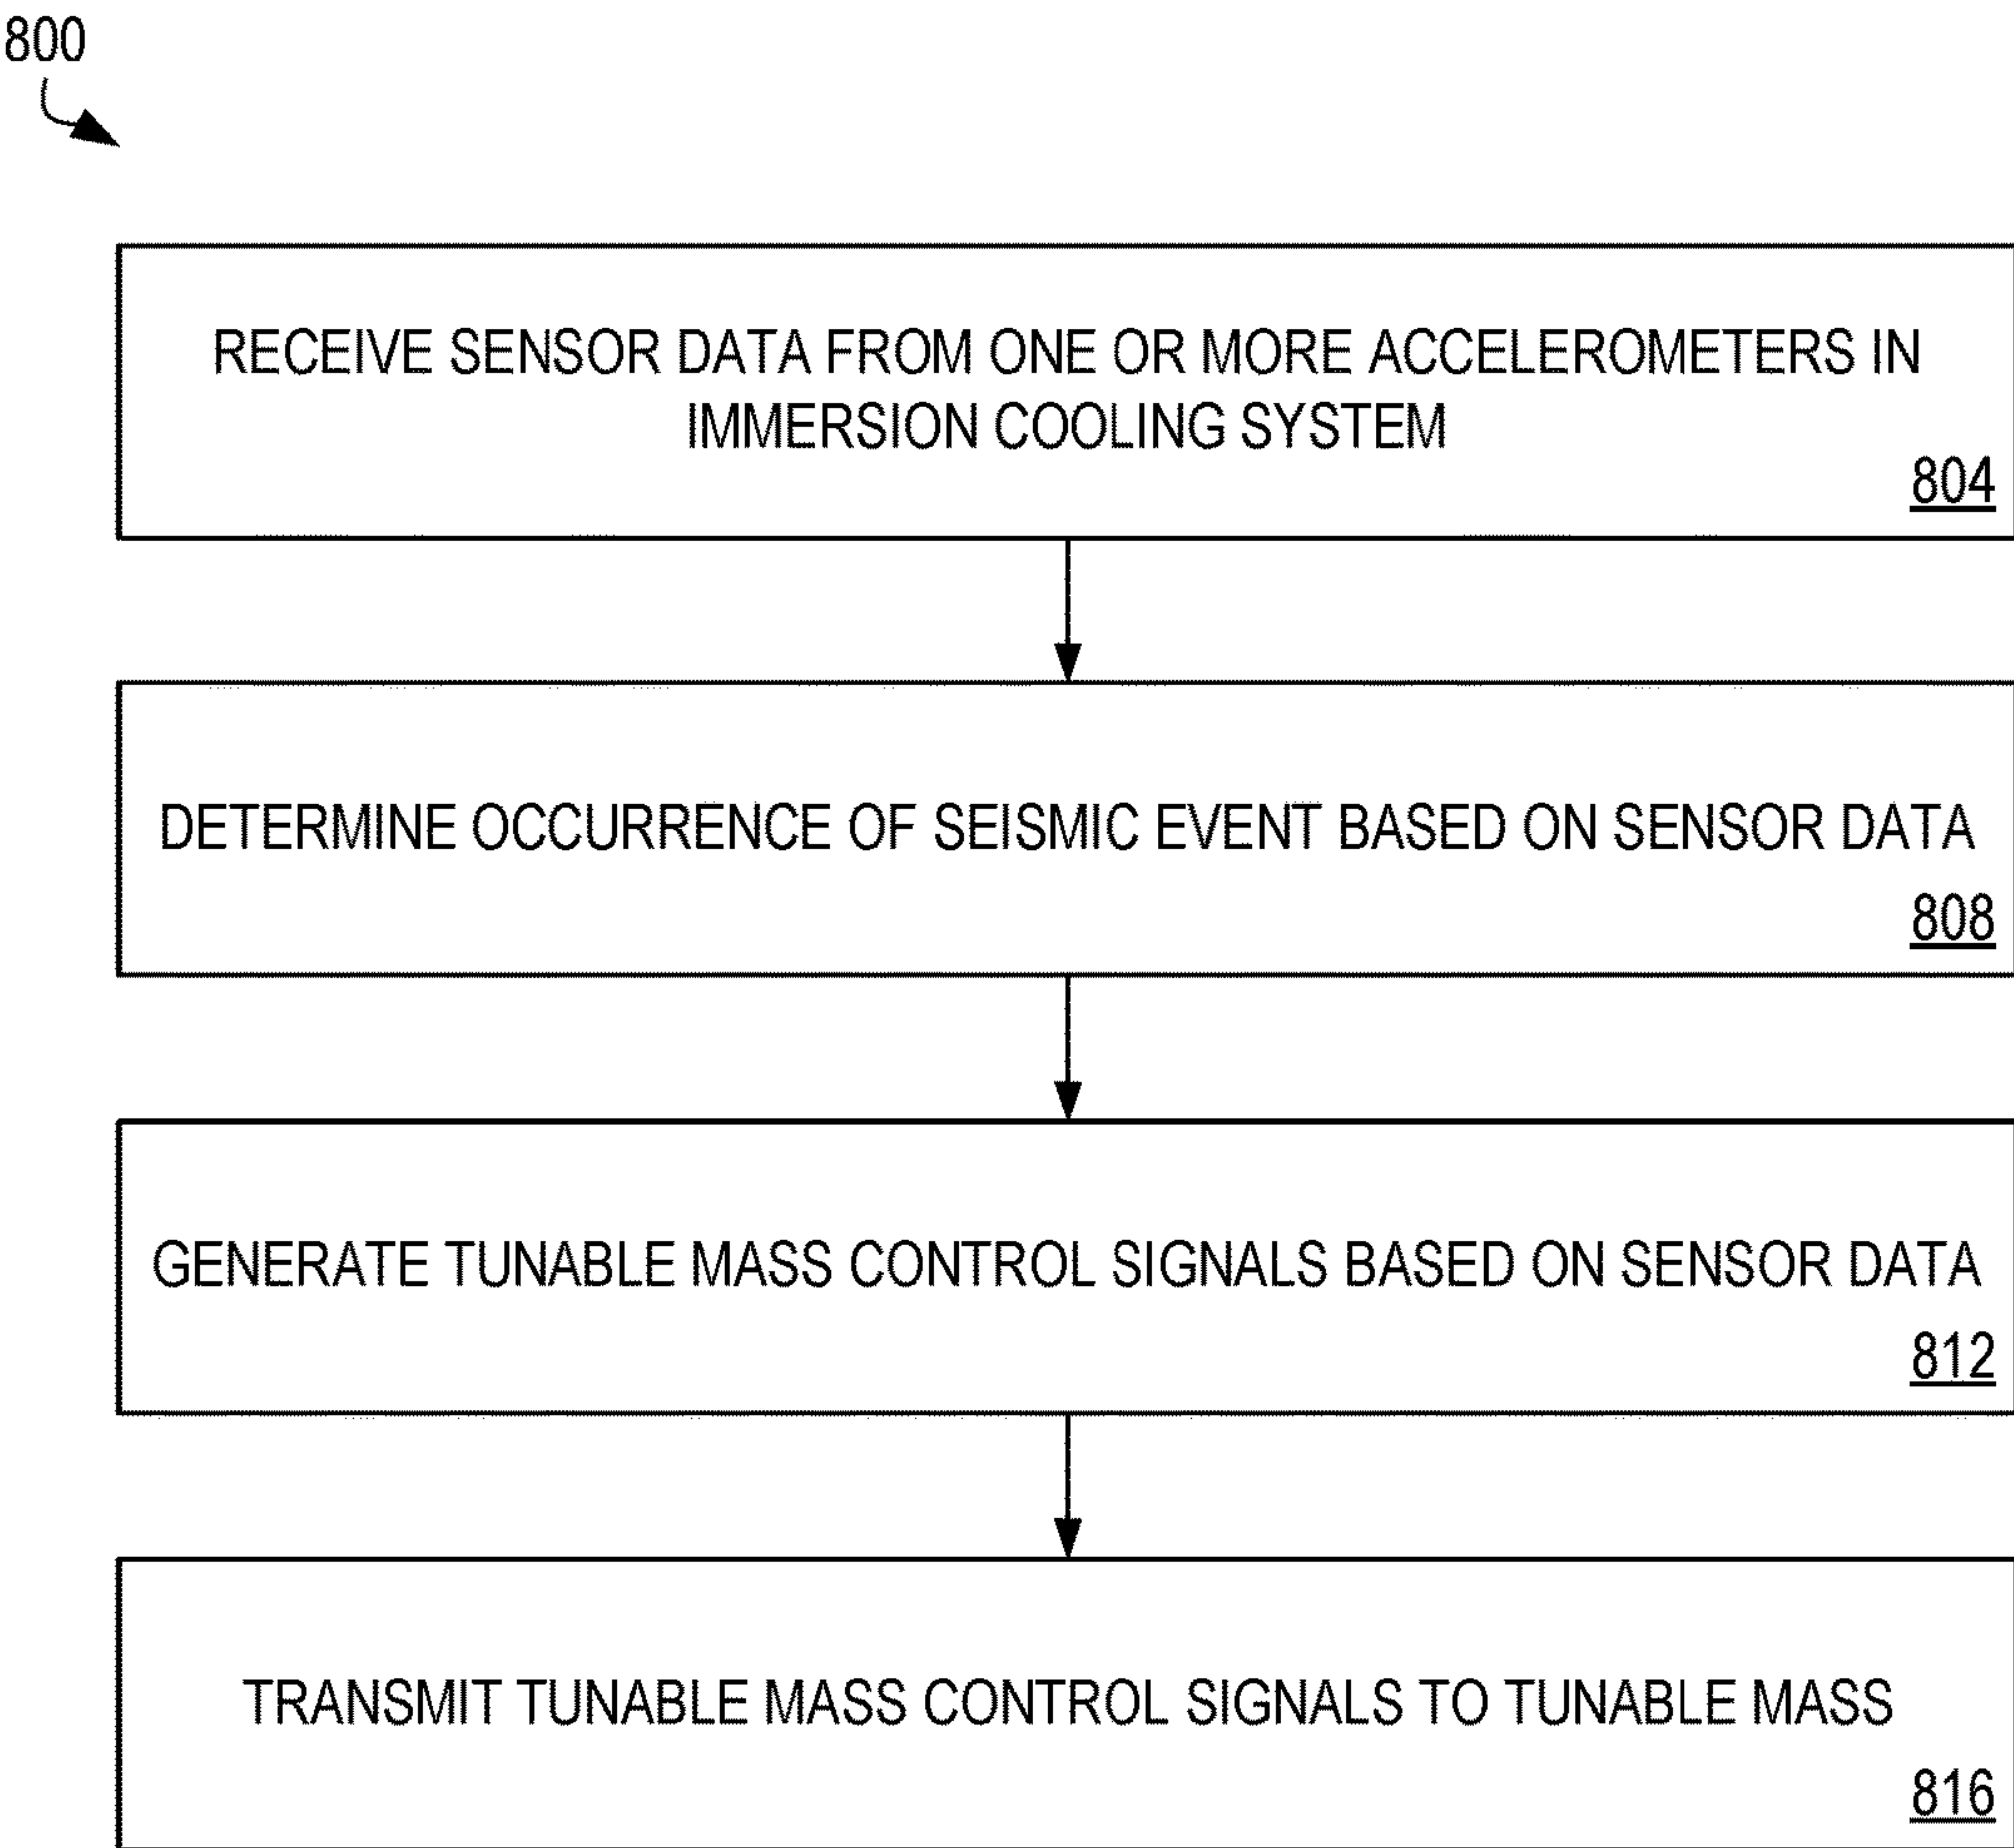 800
RECEIVE SENSOR DATA FROM ONE OR MORE ACCELEROMETERS IN
IMMERSION COOLING SYSTEM
804
DETERMINE OCCURRENCE OF SEISMIC EVENT BASED ON SENSOR DATA
808
GENERATE TUNABLE MASS CONTROL SIGNALS BASED ON SENSOR DATA
812
TRANSMIT TUNABLE MASS CONTROL SIGNALS TO TUNABLE MASS
816